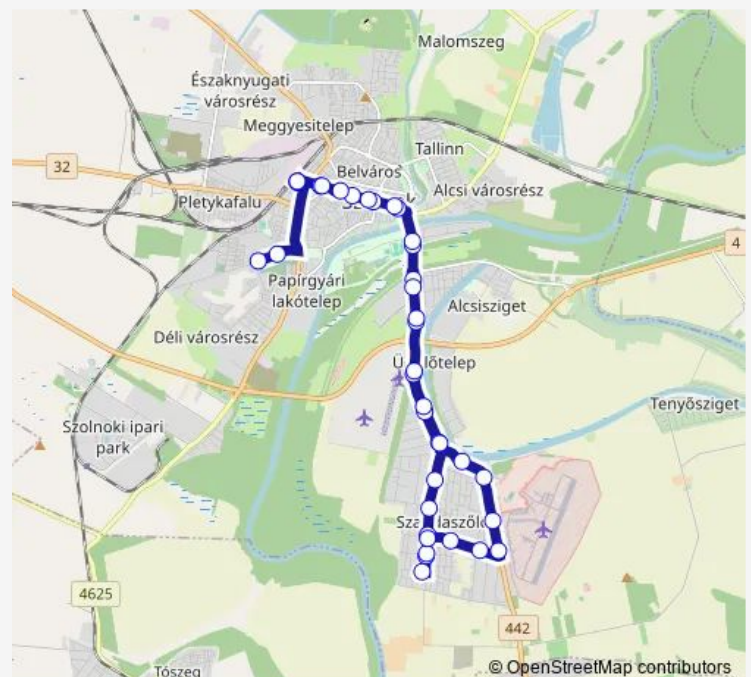 Malomszeg
Északnyugati
városrész
Meggyesitelep
Tallinn
32
Belváros
Pletykafalu
Alcsi városrész
4
Papírgyári
lakótelep
Alcsisziget
Déli városrész
Tenyősziget
Szolnoki ipari
park
4625
442
Tószeg
© OpenStreetMap contributors